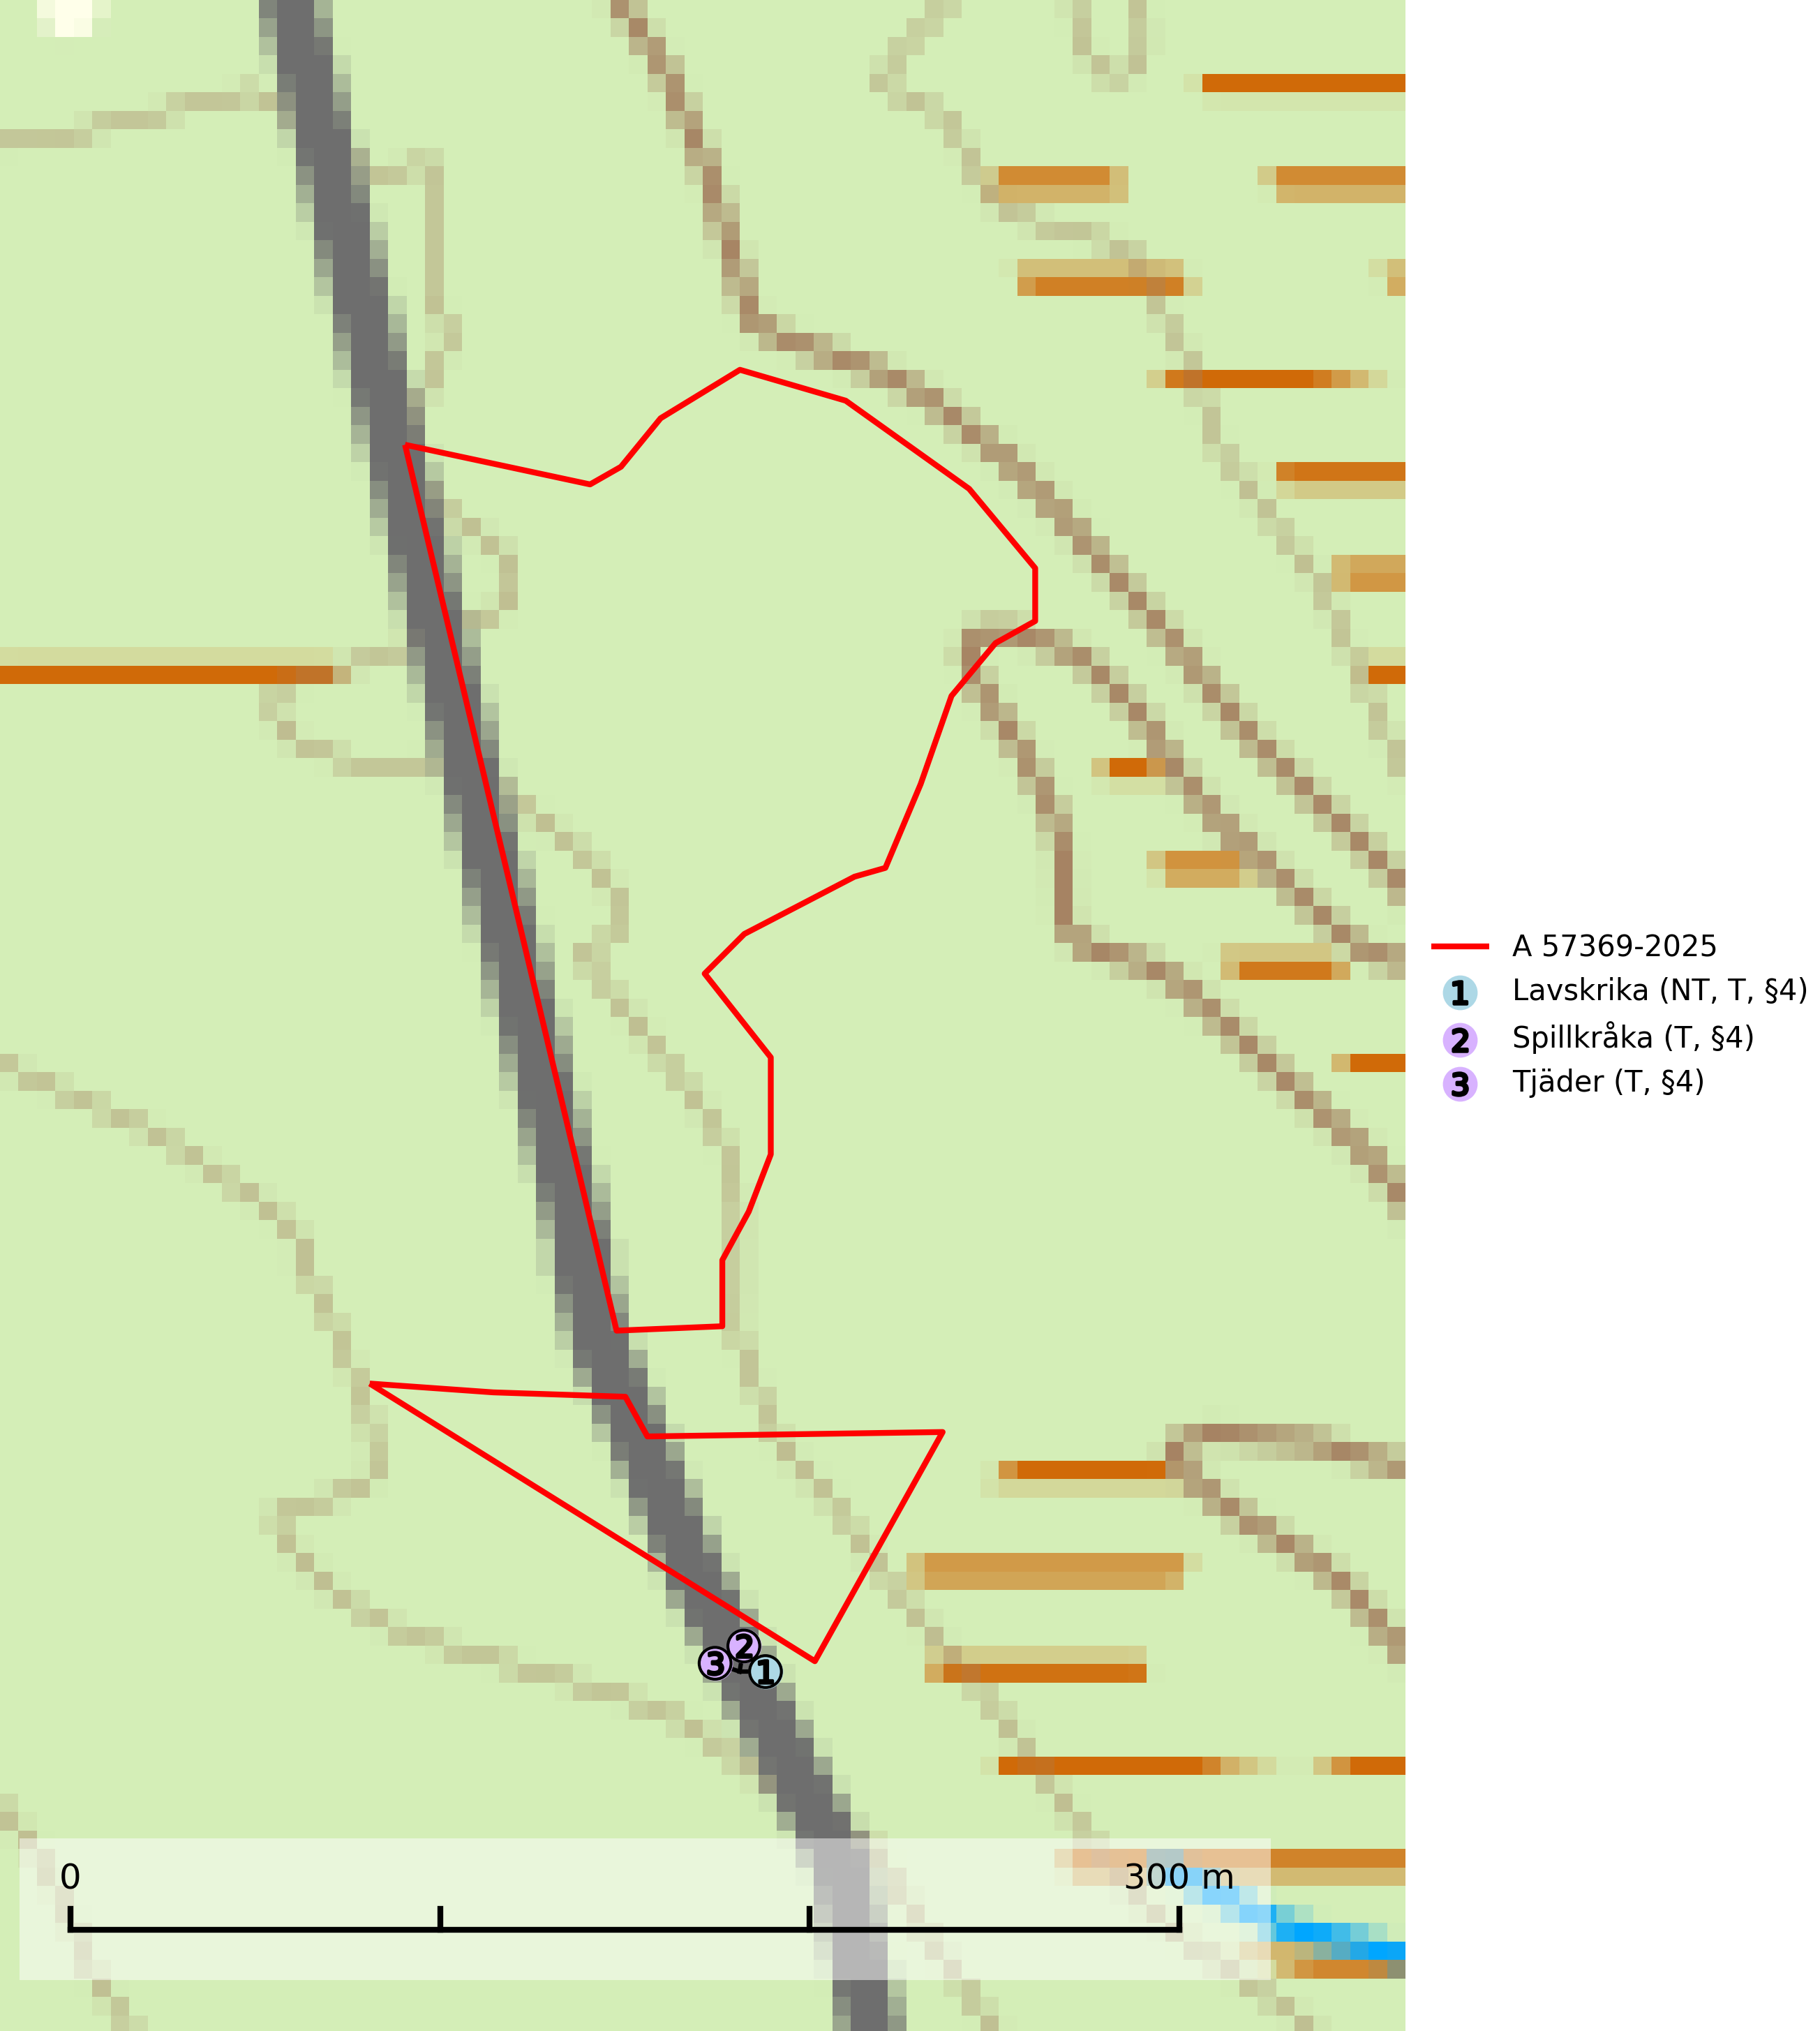 A 57369-2025
1 Lavskrika (NT, T, §4)
2 Spillkråka (T, §4)
3 Tjäder (T, §4)
2
3
1
0 300 m